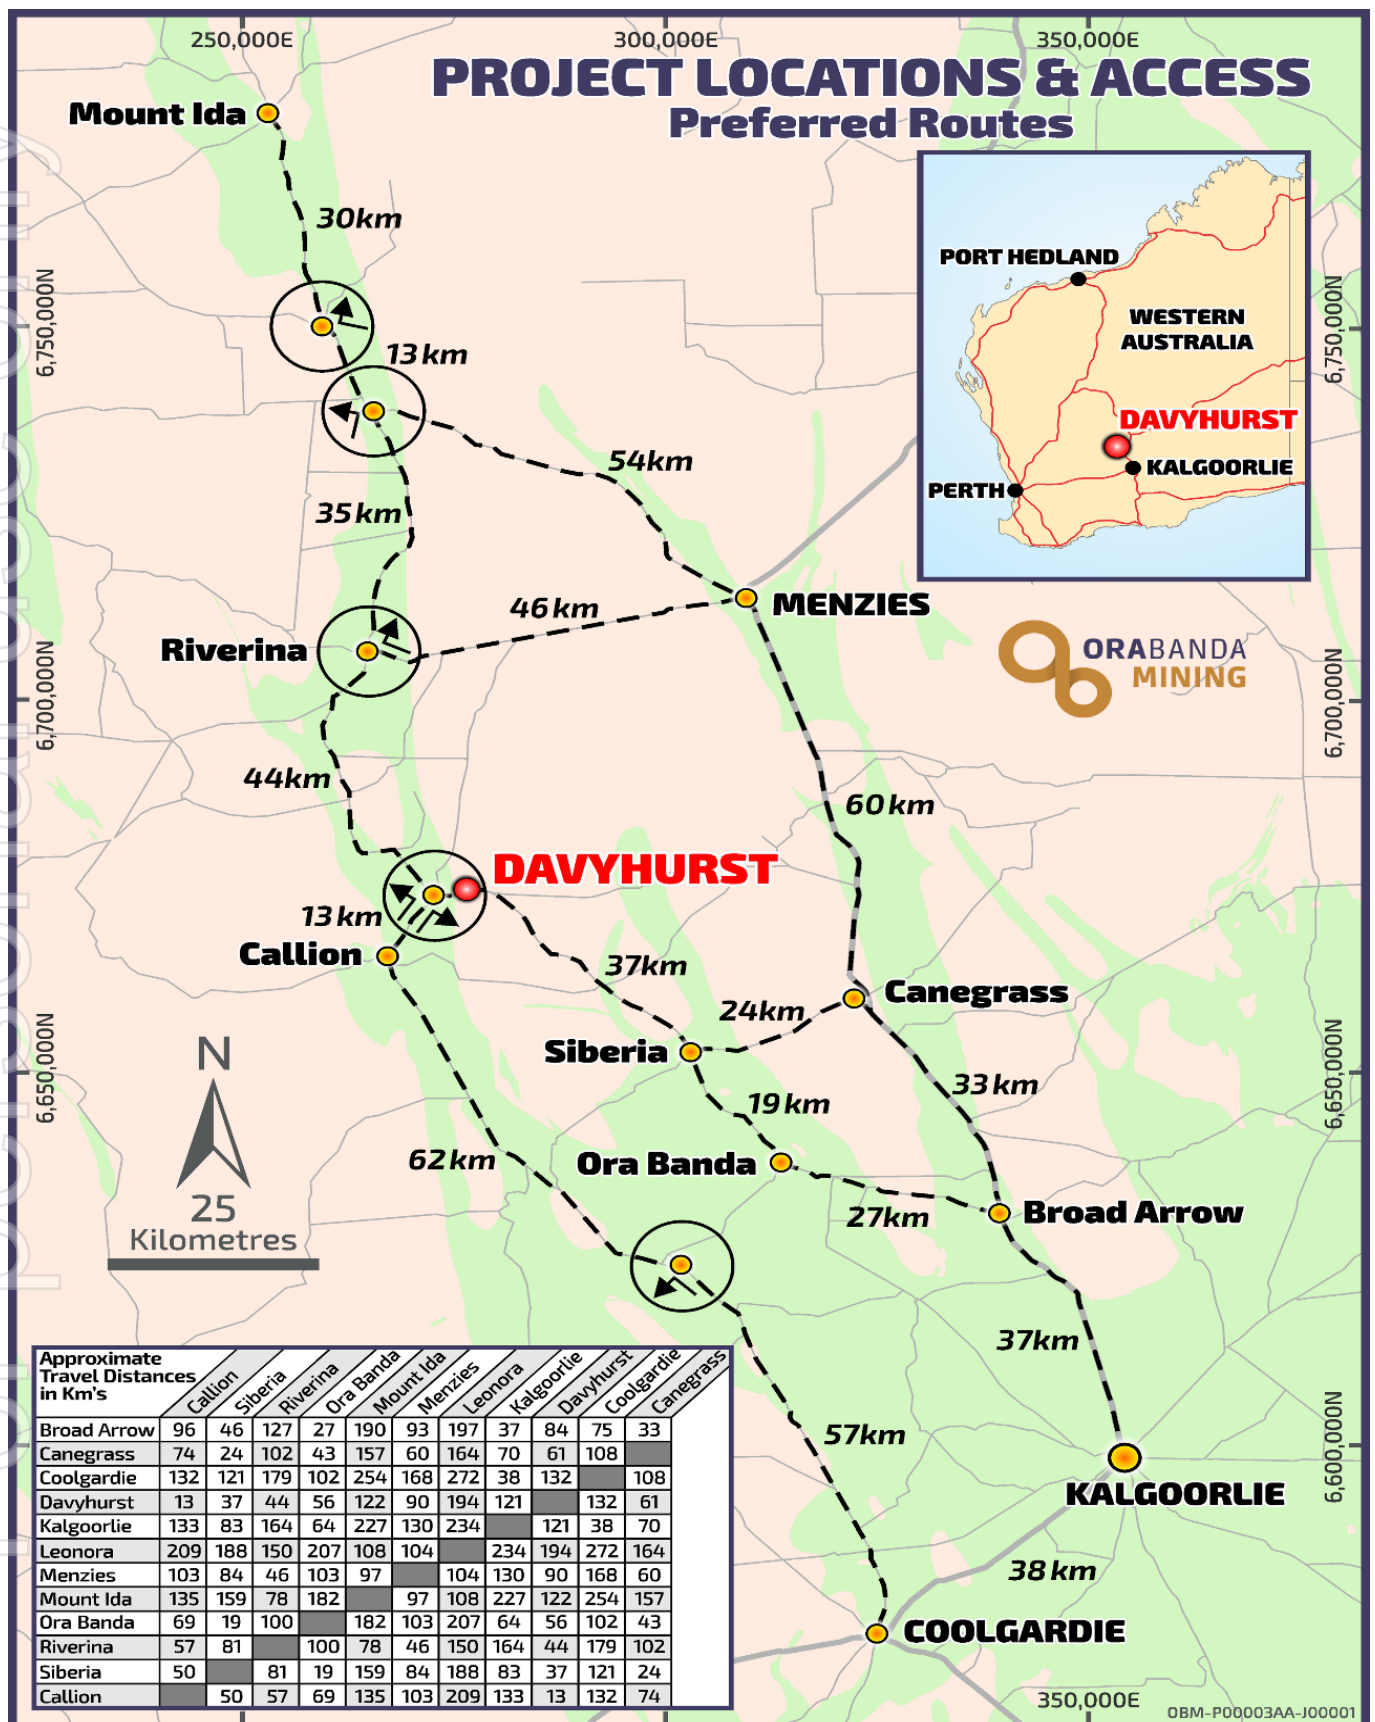 250,000E 300,000E 350,000E
PROJECT LOCATIONS & ACCESS
Preferred Routes
Mount Ida
30km
13km
54km
35km
46km
MENZIES
Riverina
44km
60km
DAVYHURST
13km
Callion
37km
24km
Canegrass
Siberia
33km
19km
62km
Ora Banda
27km
Broad Arrow
37km
57km
KALGOORLIE
38km
COOLGARDIE
PORT HEDLAND
WESTERN
AUSTRALIA
DAVYHURST
KALGOORLIE
PERTH
ORABANDA
MINING
N
25
Kilometres
6,750,000N
6,700,000N
6,650,000N
6,750,000N
6,700,000N
6,650,000N
6,900,000N
Approximate
Travel Distances
in Km's
Callion Siberia Riverina Ora Banda Mount Ida Menzies Leonora Kalgoorlie Davyhurst Coolgardie Canegrass
Broad Arrow 96 46 127 27 190 93 197 37 84 75 33
Canegrass 74 24 102 43 157 60 164 70 61 108
Coolgardie 132 121 179 102 254 168 272 38 132 108
Davyhurst 13 37 44 56 122 90 194 121 132 61
Kalgoorlie 133 83 164 64 227 130 234 121 38 70
Leonora 209 188 150 207 108 104 234 194 272 164
Menzies 103 84 46 103 97 104 130 90 168 60
Mount Ida 135 159 78 182 97 108 227 122 254 157
Ora Banda 69 19 100 182 103 207 64 56 102 43
Riverina 57 81 100 78 46 150 164 44 179 102
Siberia 50 81 19 159 84 188 83 37 121 24
Callion 50 57 69 135 103 209 133 13 132 74
350,000E
OBM-P00003AA-J00001